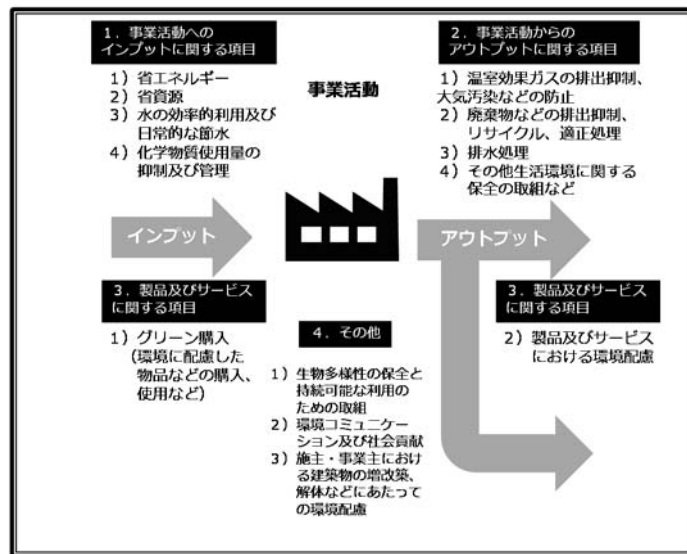 １．事業活動への
インプットに関する項目
１）省エネルギー
２）省資源
３）水の効率的利用及び
日常的な節水
４）化学物質使用量の
抑制及び管理
事業活動
２．事業活動からの
アウトプットに関する項目
１）温室効果ガスの排出抑制、
大気汚染などの防止
２）廃棄物などの排出抑制、
リサイクル、適正処理
３）排水処理
４）その他生活環境に関する
保全の取組など
インプット
アウトプット
３．製品及びサービス
に関する項目
１）グリーン購入
（環境に配慮した
物品などの購入、
使用など）
４．その他
１）生物多様性の保全と
持続可能な利用の
ための取組
２）環境コミュニケー
ション及び社会貢献
３）施主・事業主におけ
る建築物の増改築、
解体などにあたって
の環境配慮
３．製品及びサービス
に関する項目
２）製品及びサービス
における環境配慮